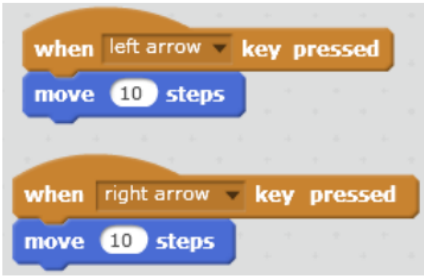 when left arrow key pressed
move 10 steps
when right arrow key pressed
move 10 steps